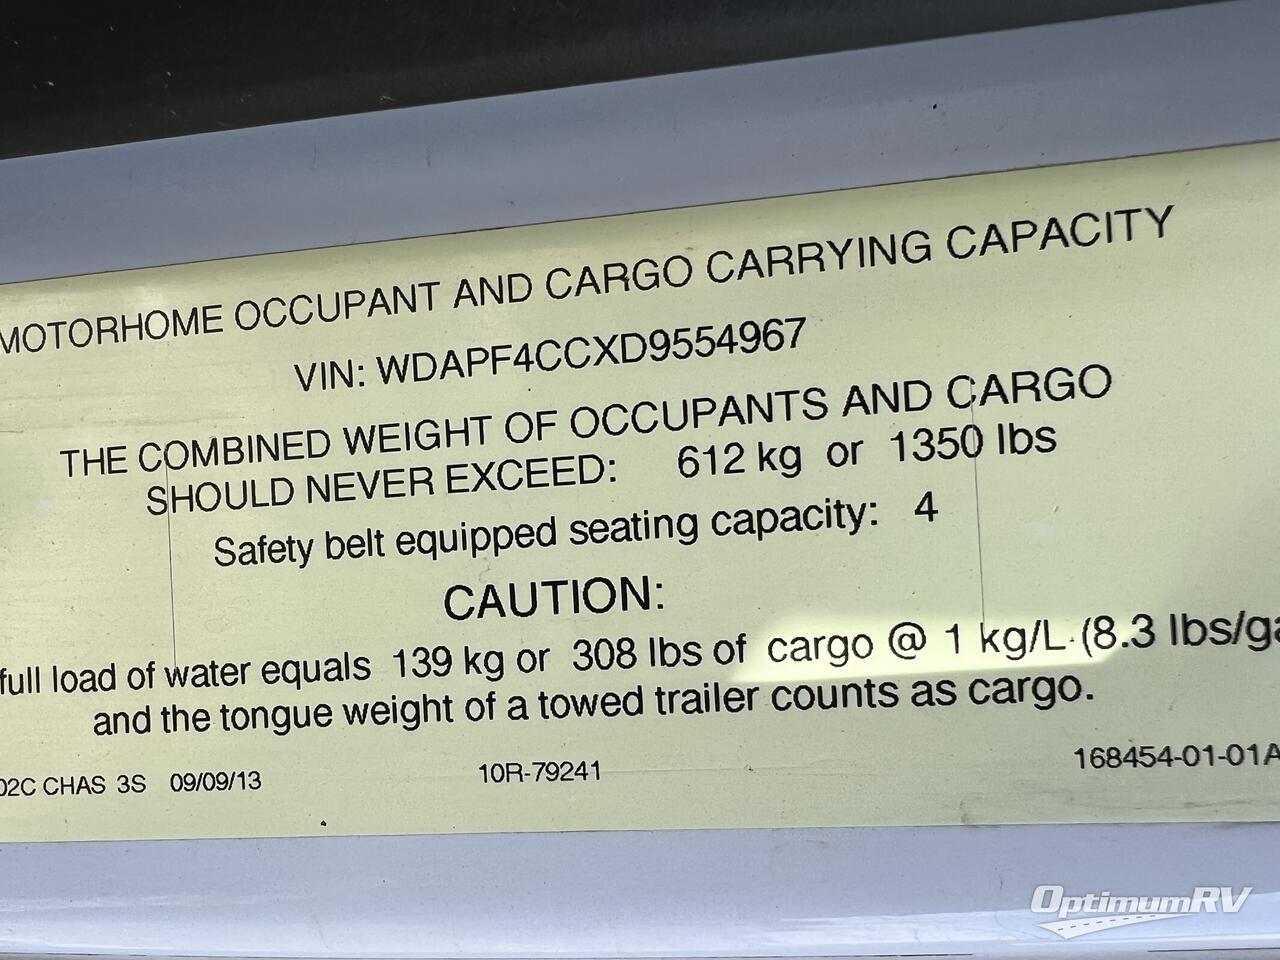 MOTORHOME OCCUPANT AND CARGO CARRYING CAPACITY
VIN: WDAPF4CCXD9554967
THE COMBINED WEIGHT OF OCCUPANTS AND CARGO
SHOULD NEVER EXCEED: 612 kg or 1350 lbs
Safety belt equipped seating capacity: 4
CAUTION:
full load of water equals 139 kg or 308 lbs of cargo @ 1 kg/L (8.3 lbs/ga
and the tongue weight of a towed trailer counts as cargo.
02C CHAS 3S 09/09/13 10R-79241 168454-01-01A
OptimumRV